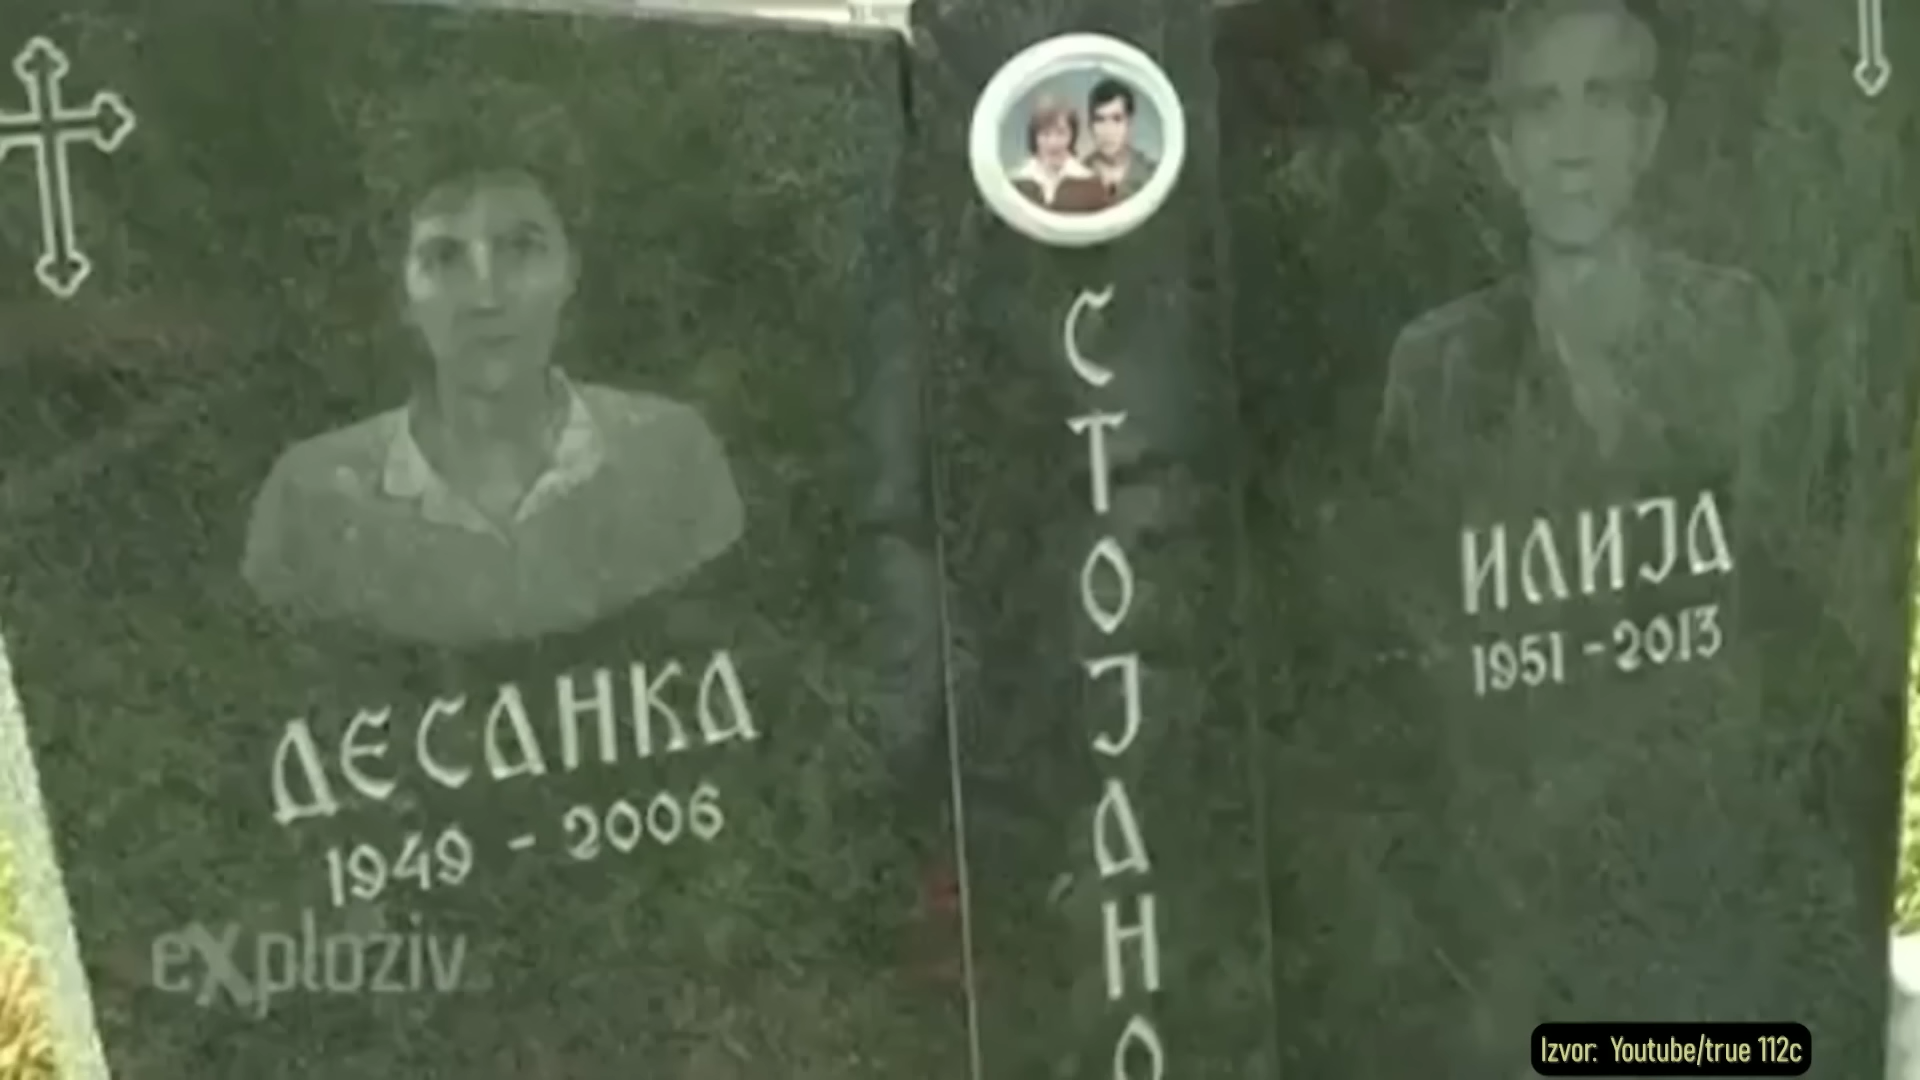 ДЕСАНКА
1949 - 2006
СТОЈАНО
ИЛИЈА
1951 - 2013
eXploziv
Izvor: Youtube/true 112c